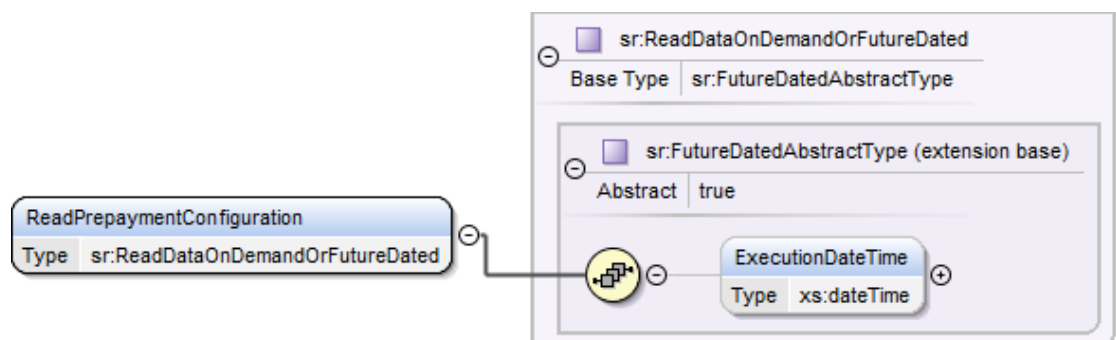 sr:ReadDataOnDemandOrFutureDated
Base Type sr:FutureDatedAbstractType
sr:FutureDatedAbstractType (extension base)
Abstract true
ReadPrepaymentConfiguration
Type sr:ReadDataOnDemandOrFutureDated
ExecutionDateTime
Type xs:dateTime